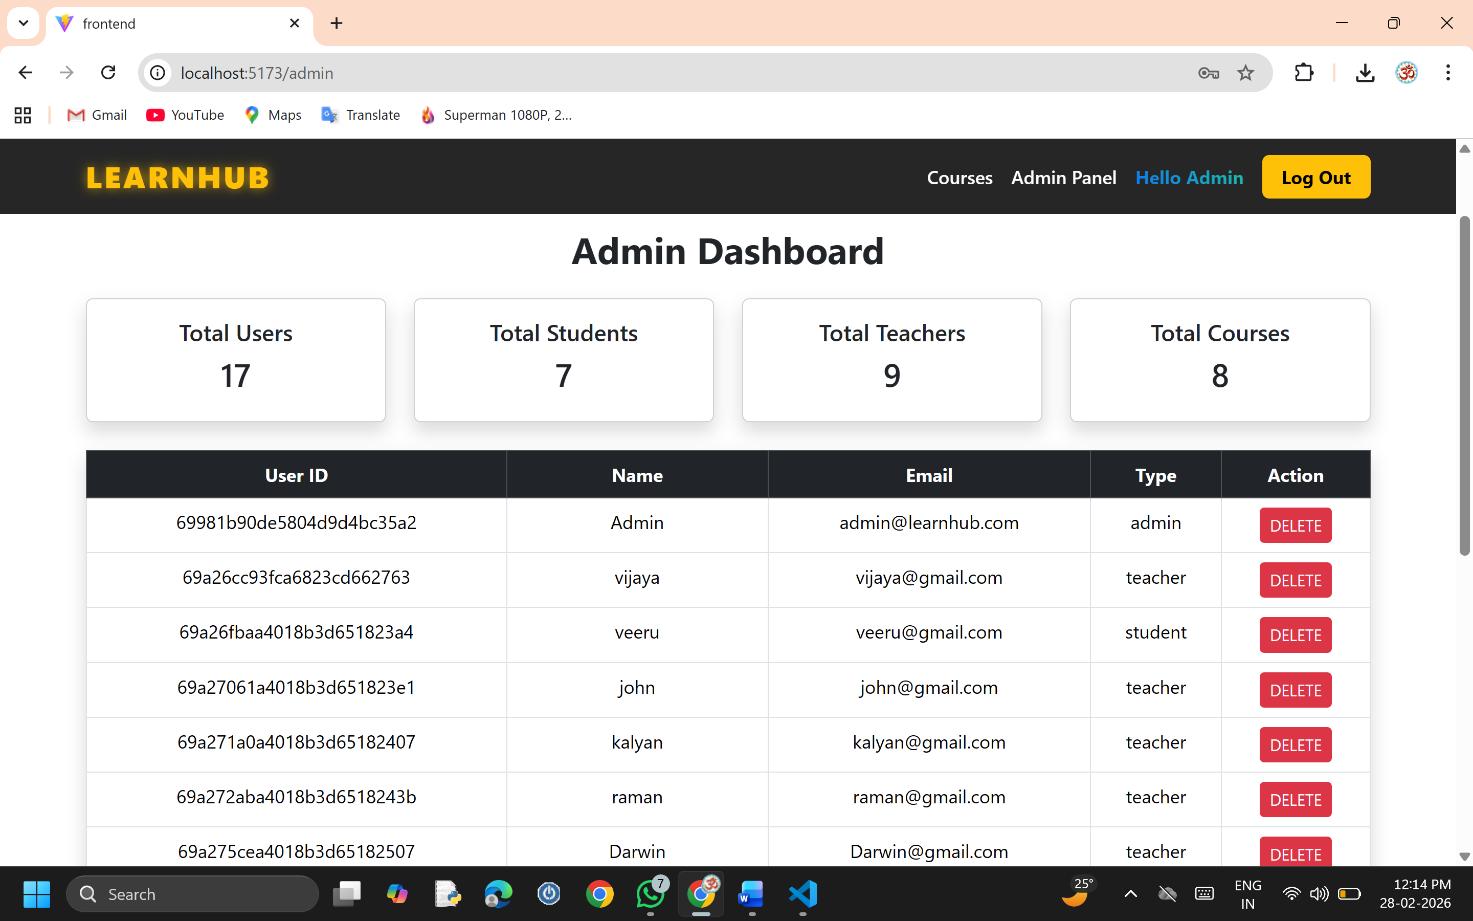 frontend
localhost:5173/admin
Gmail YouTube Maps Translate Superman 1080P, 2...
LEARNHUB Courses Admin Panel Hello Admin Log Out
Admin Dashboard
Total Users Total Students Total Teachers Total Courses
17 7 9 8
User ID Name Email Type Action
69981b90de5804d9d4bc35a2 Admin admin@learnhub.com admin DELETE
69a26cc93fca6823cd662763 vijaya vijaya@gmail.com teacher DELETE
69a26fbaa4018b3d651823a4 veeru veeru@gmail.com student DELETE
69a27061a4018b3d651823e1 john john@gmail.com teacher DELETE
69a271a0a4018b3d65182407 kalyan kalyan@gmail.com teacher DELETE
69a272aba4018b3d6518243b raman raman@gmail.com teacher DELETE
69a275cea4018b3d65182507 Darwin Darwin@gmail.com teacher DELETE
Search 7 25° ENG 12:14 PM
IN 28-02-2026